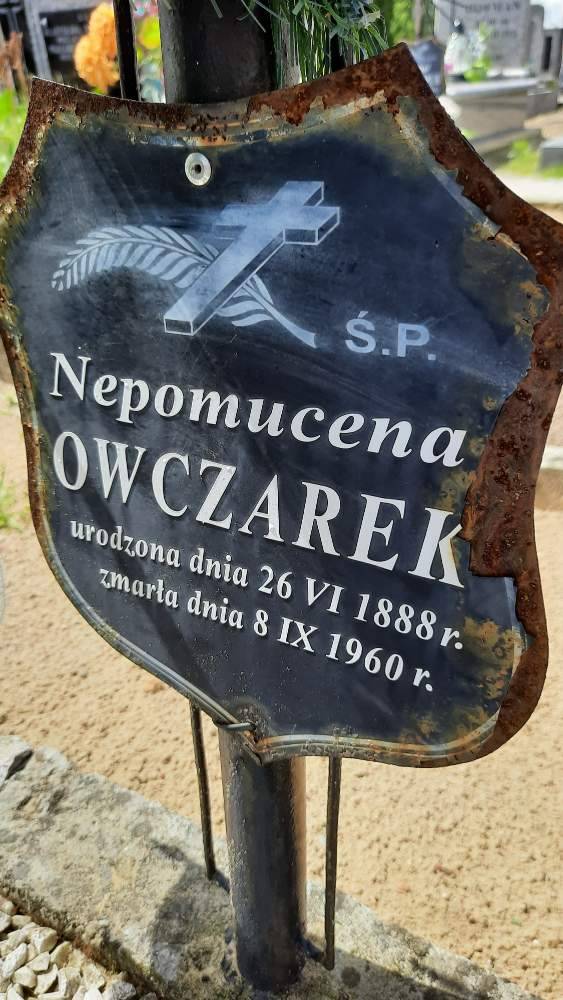 Ś.P.
Nepomucena
OWCZAREK
urodzona dnia 26 VI 1888 r.
zmarła dnia 8 IX 1960 r.